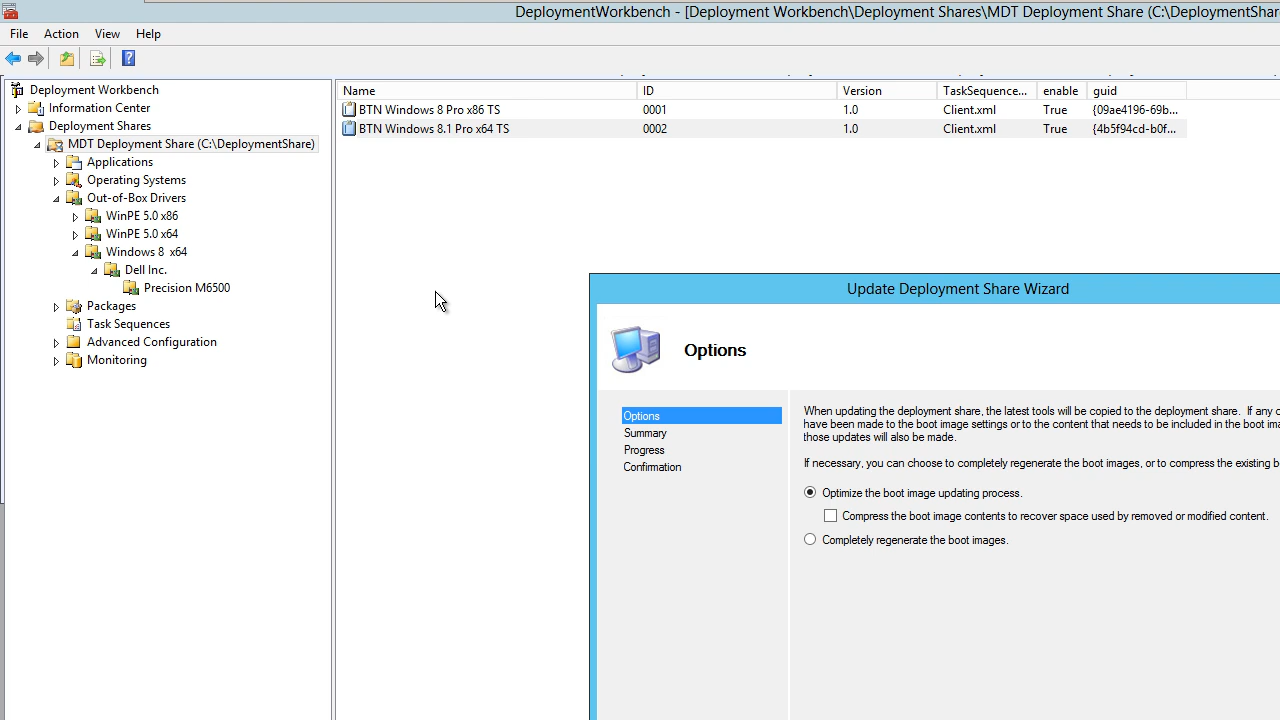 DeploymentWorkbench - [Deployment Workbench\Deployment Shares\MDT Deployment Share (C:\DeploymentShar
File Action View Help
Deployment Workbench
Information Center
Deployment Shares
MDT Deployment Share (C:\DeploymentShare)
Applications
Operating Systems
Out-of-Box Drivers
WinPE 5.0 x86
WinPE 5.0 x64
Windows 8 x64
Dell Inc.
Precision M6500
Packages
Task Sequences
Advanced Configuration
Monitoring
Name ID Version TaskSequence... enable guid
BTN Windows 8 Pro x86 TS 0001 1.0 Client.xml True {09ae4196-69b...
BTN Windows 8.1 Pro x64 TS 0002 1.0 Client.xml True {4b5f94cd-b0f...
Update Deployment Share Wizard
Options
Options
Summary
Progress
Confirmation
When updating the deployment share, the latest tools will be copied to the deployment share. If any c
have been made to the boot image settings or to the content that needs to be included in the boot ima
those updates will also be made.
If necessary, you can choose to completely regenerate the boot images, or to compress the existing b
Optimize the boot image updating process.
Compress the boot image contents to recover space used by removed or modified content.
Completely regenerate the boot images.